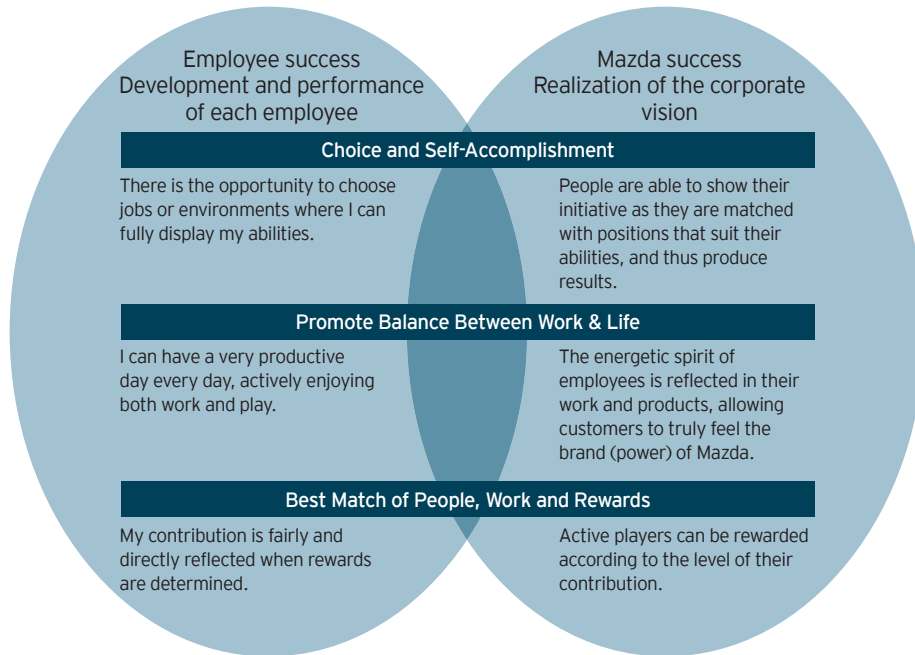 Employee success
Development and performance
of each employee
Mazda success
Realization of the corporate
vision
Choice and Self-Accomplishment
There is the opportunity to choose
jobs or environments where I can
fully display my abilities.
People are able to show their
initiative as they are matched
with positions that suit their
abilities, and thus produce
results.
Promote Balance Between Work & Life
I can have a very productive
day every day, actively enjoying
both work and play.
The energetic spirit of
employees is reflected in their
work and products, allowing
customers to truly feel the
brand (power) of Mazda.
Best Match of People, Work and Rewards
My contribution is fairly and
directly reflected when rewards
are determined.
Active players can be rewarded
according to the level of their
contribution.